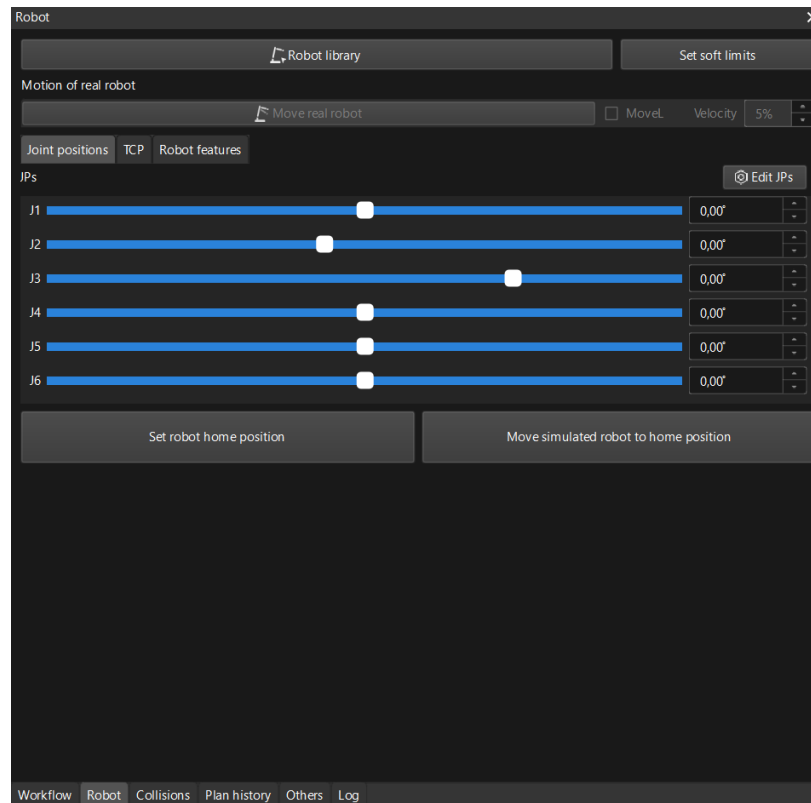 Robot
Robot library
Set soft limits
Motion of real robot
Move real robot
MoveL
Velocity
5%
Joint positions
TCP
Robot features
JPs
Edit JPs
J1
0,00°
J2
0,00°
J3
0,00°
J4
0,00°
J5
0,00°
J6
0,00°
Set robot home position
Move simulated robot to home position
Workflow
Robot
Collisions
Plan history
Others
Log